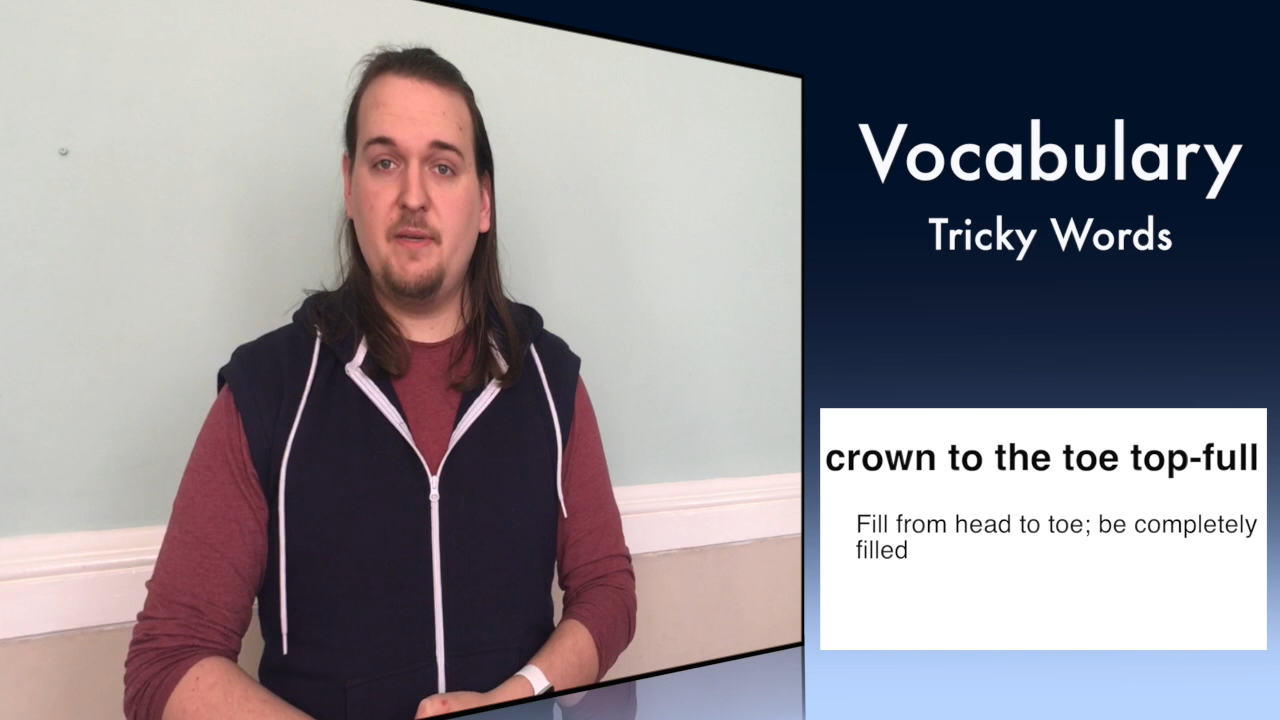 Vocabulary
Tricky Words
crown to the toe top-full
Fill from head to toe; be completely
filled